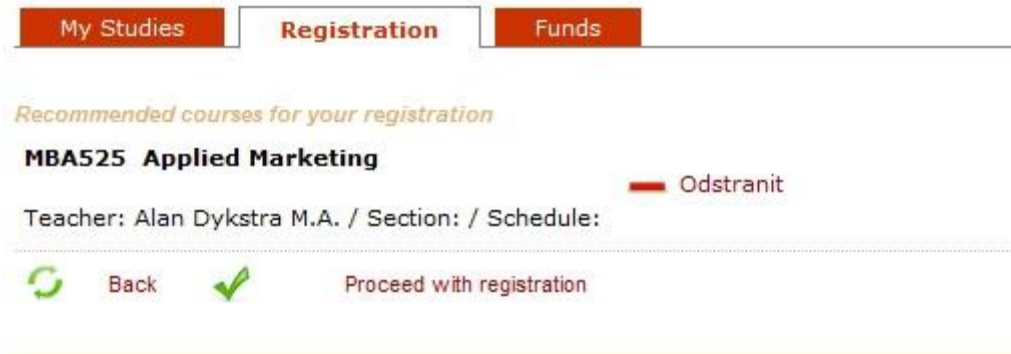 My Studies Registration Funds
Recommended courses for your registration
MBA525 Applied Marketing
Odstranit
Teacher: Alan Dykstra M.A. / Section: / Schedule:
Back Proceed with registration